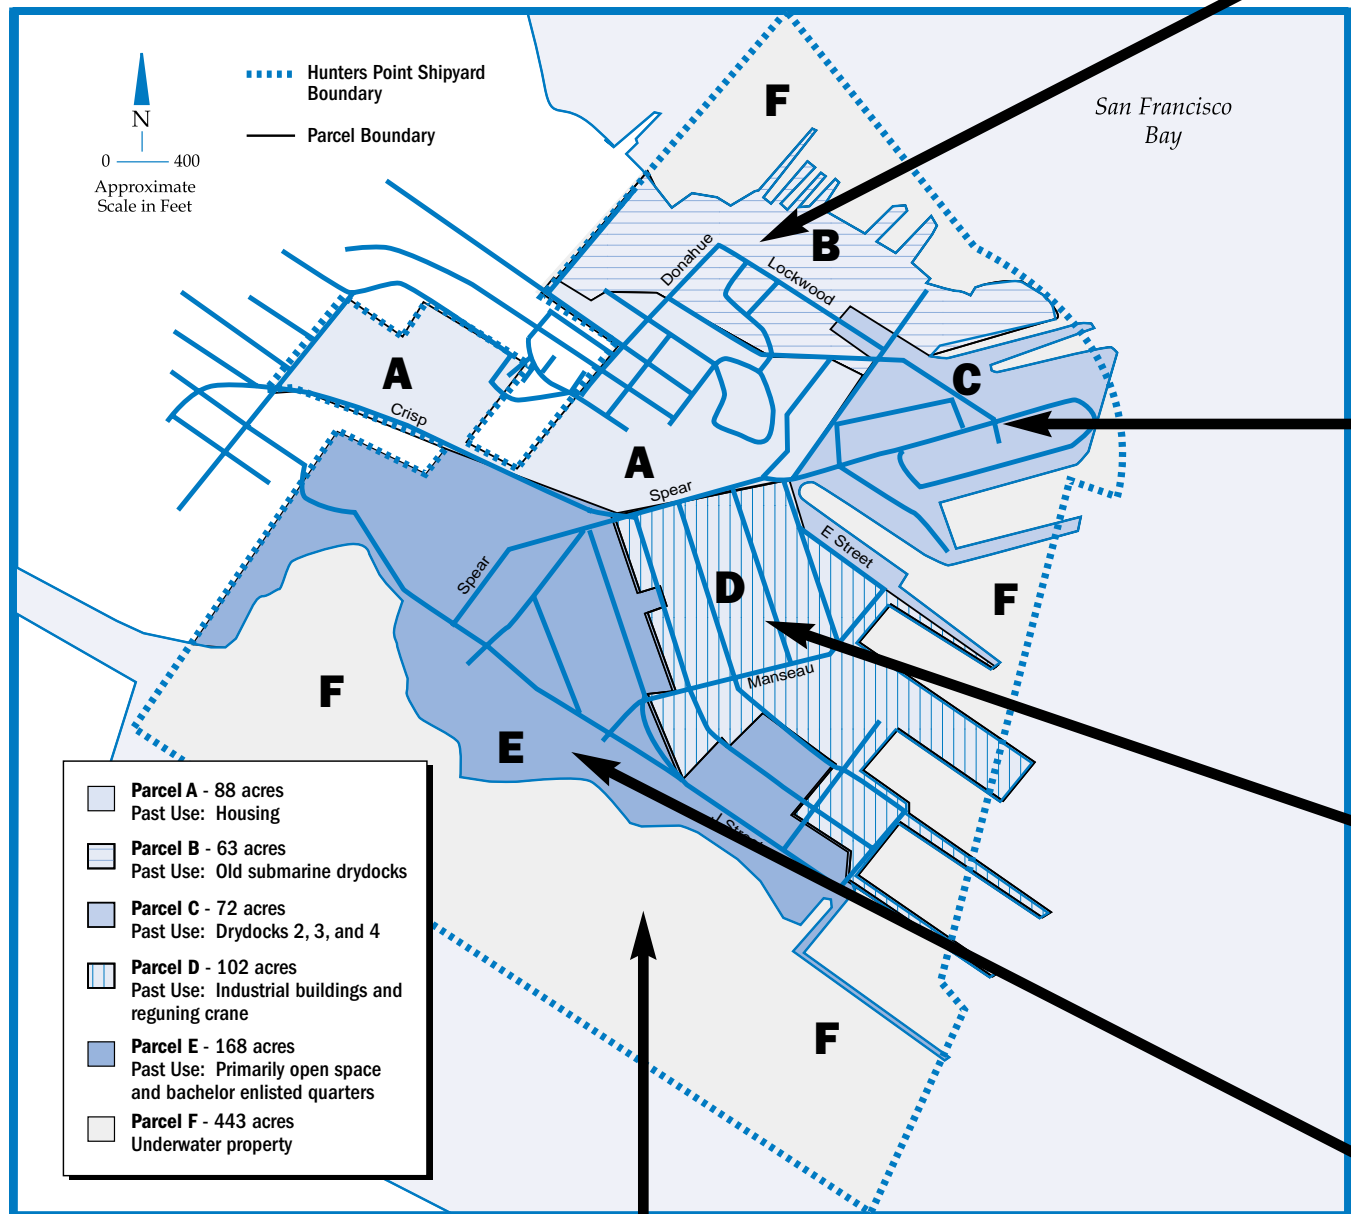 Hunters Point Shipyard
Boundary
Parcel Boundary
N
0 400
Approximate
Scale in Feet
San Francisco
Bay
F
B
Donahue
Lockwood
A
C
Crisp
A
Spear
E Street
Spear
D
F
Manseau
F
E
J Street
F
Parcel A - 88 acres
Past Use: Housing
Parcel B - 63 acres
Past Use: Old submarine drydocks
Parcel C - 72 acres
Past Use: Drydocks 2, 3, and 4
Parcel D - 102 acres
Past Use: Industrial buildings and
reguning crane
Parcel E - 168 acres
Past Use: Primarily open space
and bachelor enlisted quarters
Parcel F - 443 acres
Underwater property